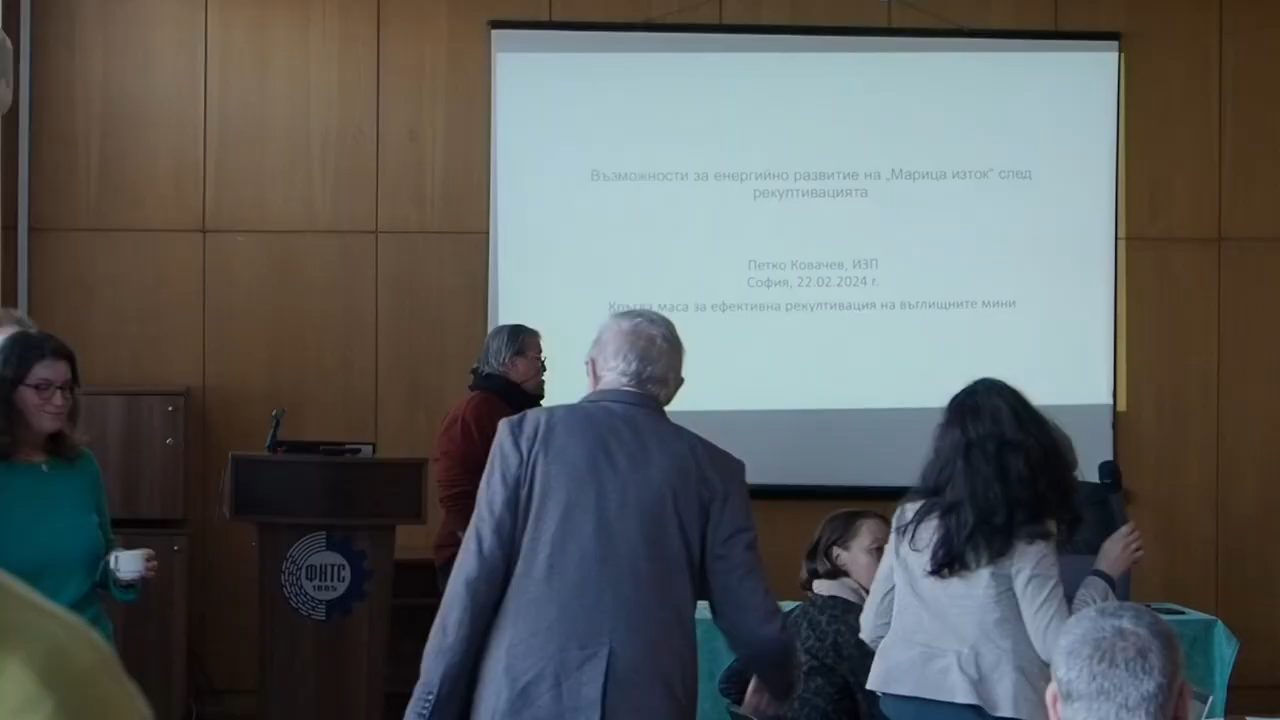 Възможности за енергийно развитие на „Марица изток“ след
рекултивацията
Петко Ковачев, ИЗП
София, 22.02.2024 г.
Кръгла маса за ефективна рекултивация на въглищните мини
ФНТС
1885